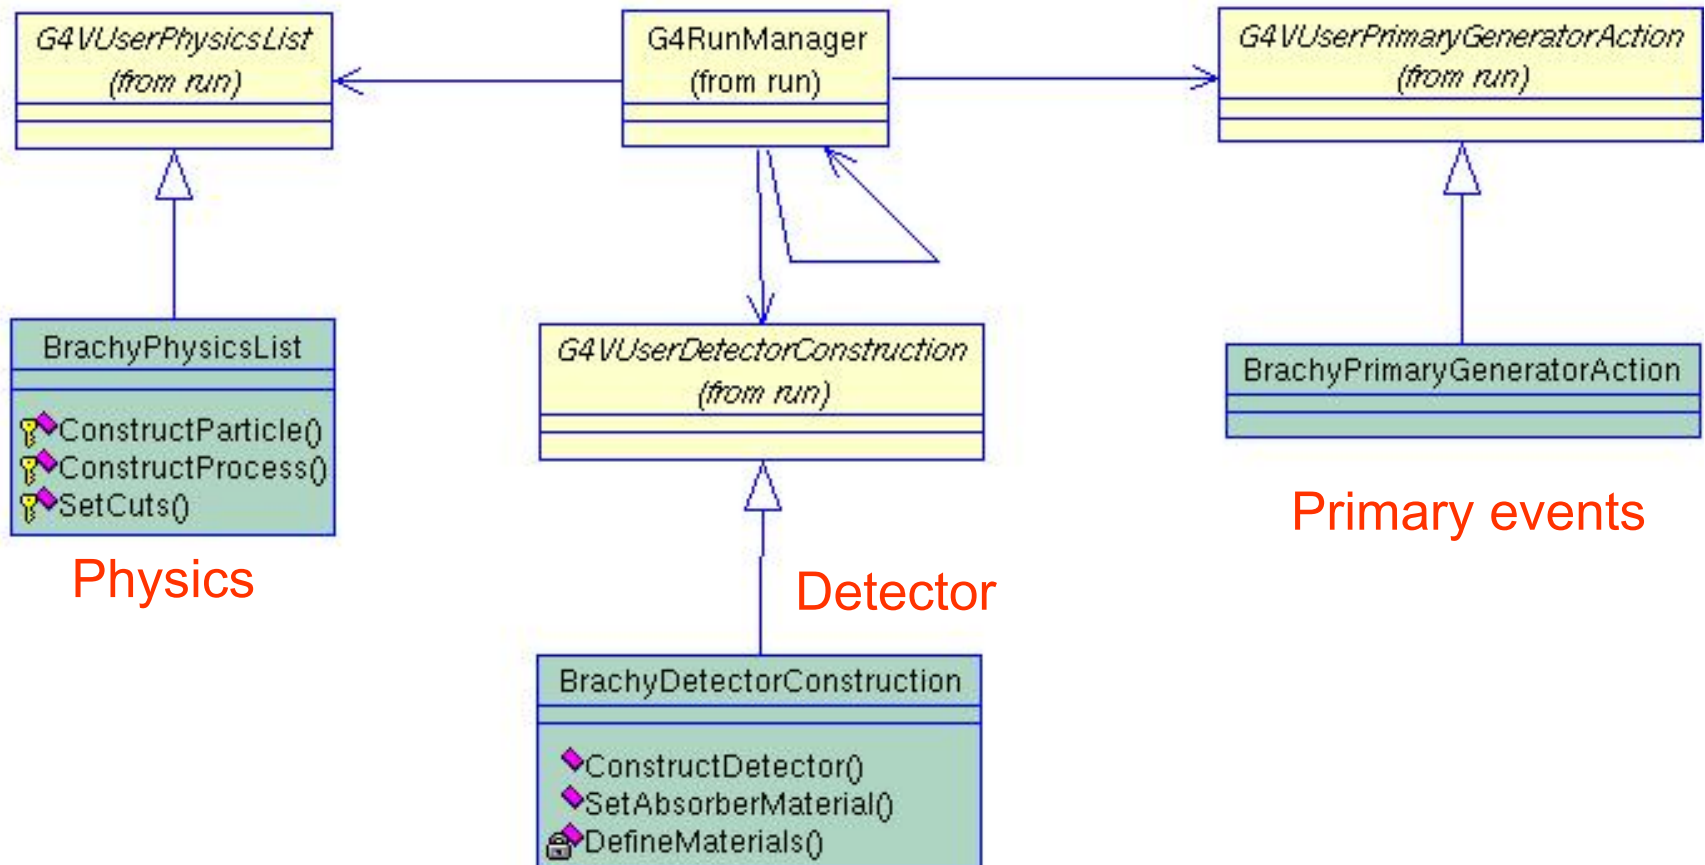 G4VUserPhysicsList
(from run)
G4RunManager
(from run)
G4VUserPrimaryGeneratorAction
(from run)
BrachyPhysicsList
ConstructParticle()
ConstructProcess()
SetCuts()
Physics
G4VUserDetectorConstruction
(from run)
BrachyPrimaryGeneratorAction
Primary events
Detector
BrachyDetectorConstruction
ConstructDetector()
SetAbsorberMaterial()
DefineMaterials()